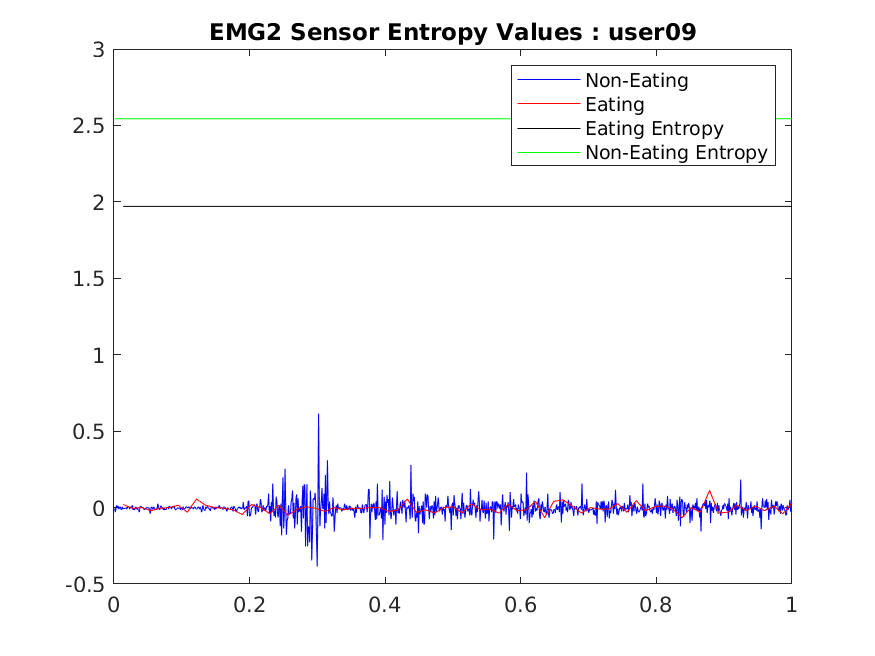 EMG2 Sensor Entropy Values : user09
3
2.5
2
1.5
1
0.5
0
-0.5
0 0.2 0.4 0.6 0.8 1
Non-Eating
Eating
Eating Entropy
Non-Eating Entropy